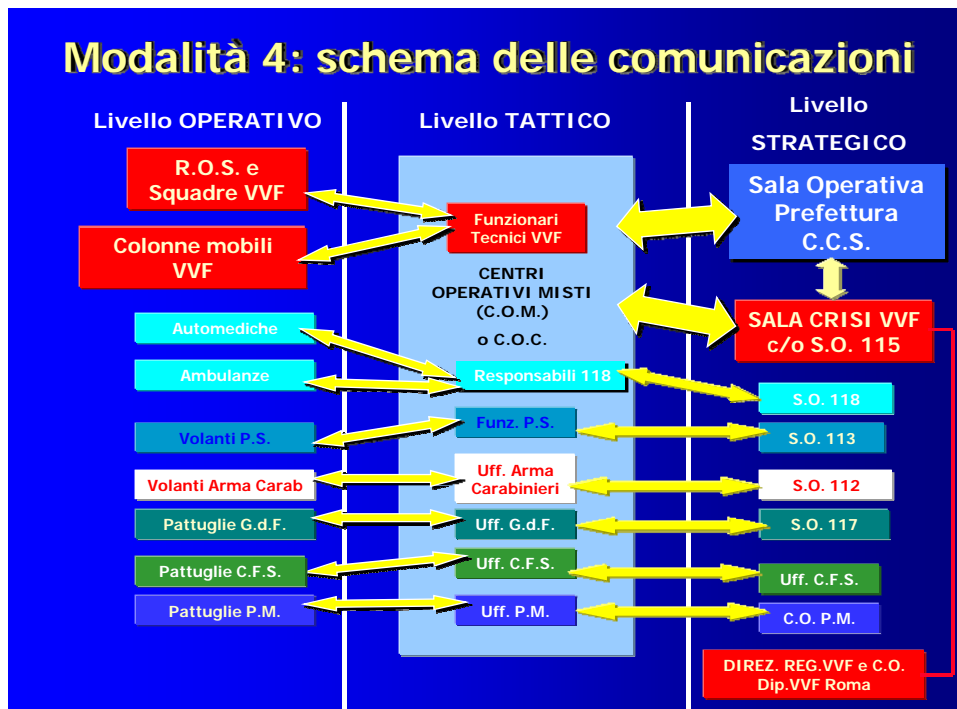 Modalità 4: schema delle comunicazioni
Livello OPERATIVO
Livello TATTICO
Livello
STRATEGICO
R.O.S. e
Squadre VVF
Colonne mobili
VVF
Automediche
Ambulanze
Volanti P.S.
Volanti Arma Carab
Pattuglie G.d.F.
Pattuglie C.F.S.
Pattuglie P.M.
Funzionari
Tecnici VVF
CENTRI
OPERATIVI MISTI
(C.O.M.)
o C.O.C.
Responsabili 118
Funz. P.S.
Uff. Arma
Carabinieri
Uff. G.d.F.
Uff. C.F.S.
Uff. P.M.
Sala Operativa
Prefettura
C.C.S.
SALA CRISI VVF
c/o S.O. 115
S.O. 118
S.O. 113
S.O. 112
S.O. 117
Uff. C.F.S.
C.O. P.M.
DIREZ. REG.VVF e C.O.
Dip.VVF Roma